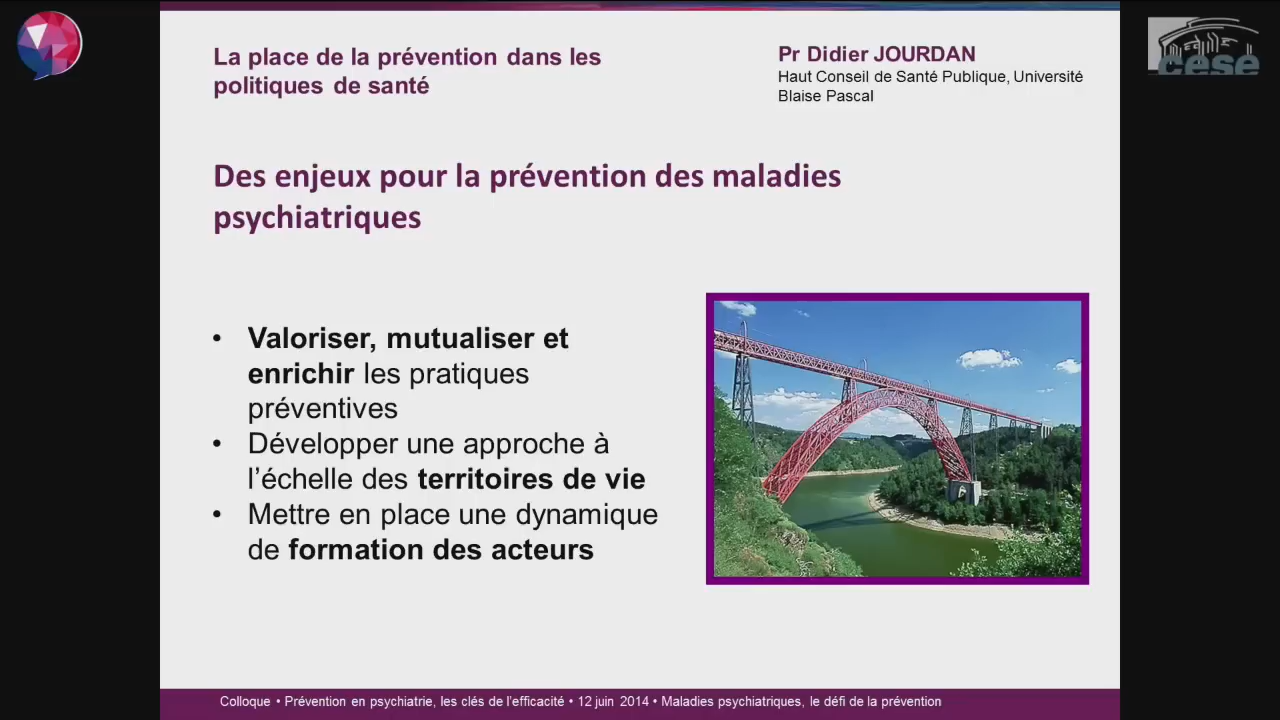 La place de la prévention dans les
politiques de santé
Pr Didier JOURDAN
Haut Conseil de Santé Publique, Université
Blaise Pascal
cese
Des enjeux pour la prévention des maladies
psychiatriques
• Valoriser, mutualiser et
enrichir les pratiques
préventives
• Développer une approche à
l’échelle des territoires de vie
• Mettre en place une dynamique
de formation des acteurs
Colloque • Prévention en psychiatrie, les clés de l'efficacité • 12 juin 2014 • Maladies psychiatriques, le défi de la prévention